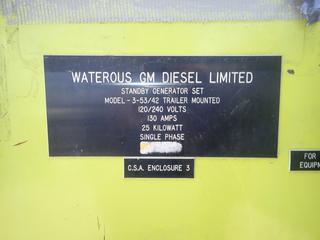 WATEROUS GM DIESEL LIMITED
STANDBY GENERATOR SET
MODEL - 3-53/42 TRAILER MOUNTED
120/240 VOLTS
130 AMPS
25 KILOWATT
SINGLE PHASE
C.S.A. ENCLOSURE 3
FOR
EQUIPM